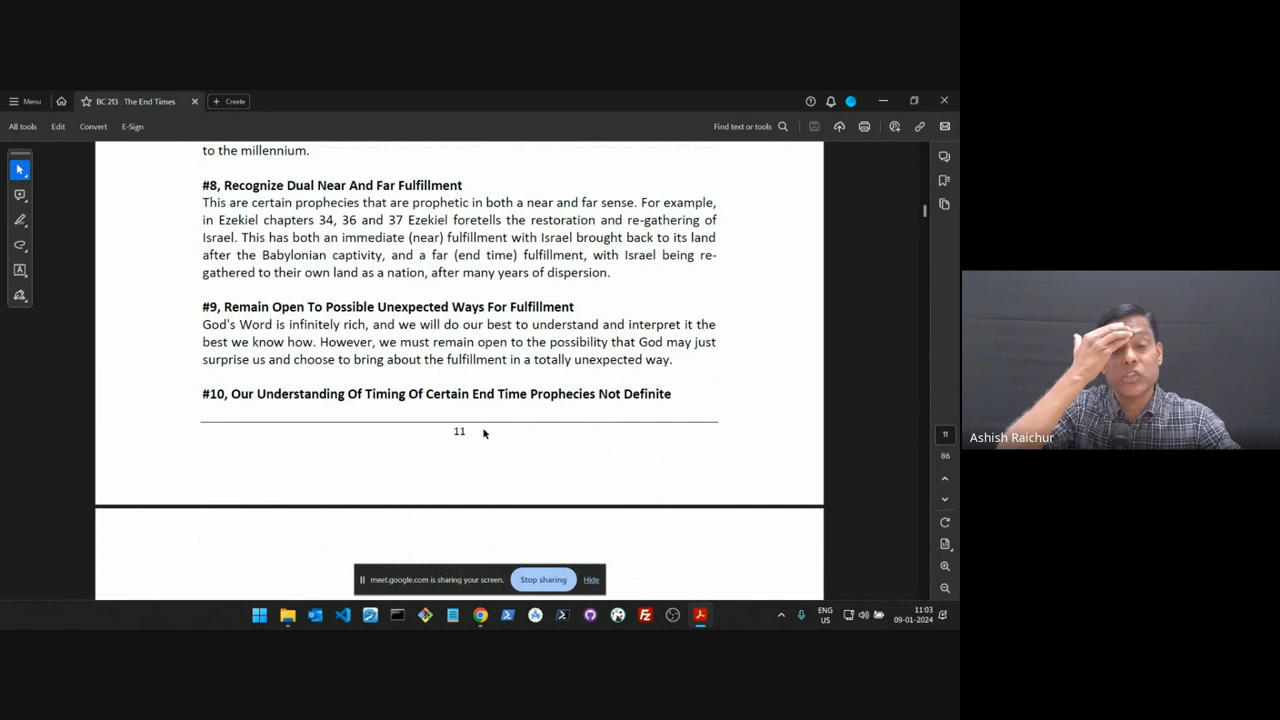 Menu
BC 213 : The End Times
Create
All tools
Edit
Convert
E-Sign
Find text or tools
to the millennium.
#8, Recognize Dual Near And Far Fulfillment
This are certain prophecies that are prophetic in both a near and far sense. For example,
in Ezekiel chapters 34, 36 and 37 Ezekiel foretells the restoration and re-gathering of
Israel. This has both an immediate (near) fulfillment with Israel brought back to its land
after the Babylonian captivity, and a far (end time) fulfillment, with Israel being re-
gathered to their own land as a nation, after many years of dispersion.
#9, Remain Open To Possible Unexpected Ways For Fulfillment
God's Word is infinitely rich, and we will do our best to understand and interpret it the
best we know how. However, we must remain open to the possibility that God may just
surprise us and choose to bring about the fulfillment in a totally unexpected way.
#10, Our Understanding Of Timing Of Certain End Time Prophecies Not Definite
11
11
86
Ashish Raichur
meet.google.com is sharing your screen.
Stop sharing
Hide
ENG
US
11:03
09-01-2024